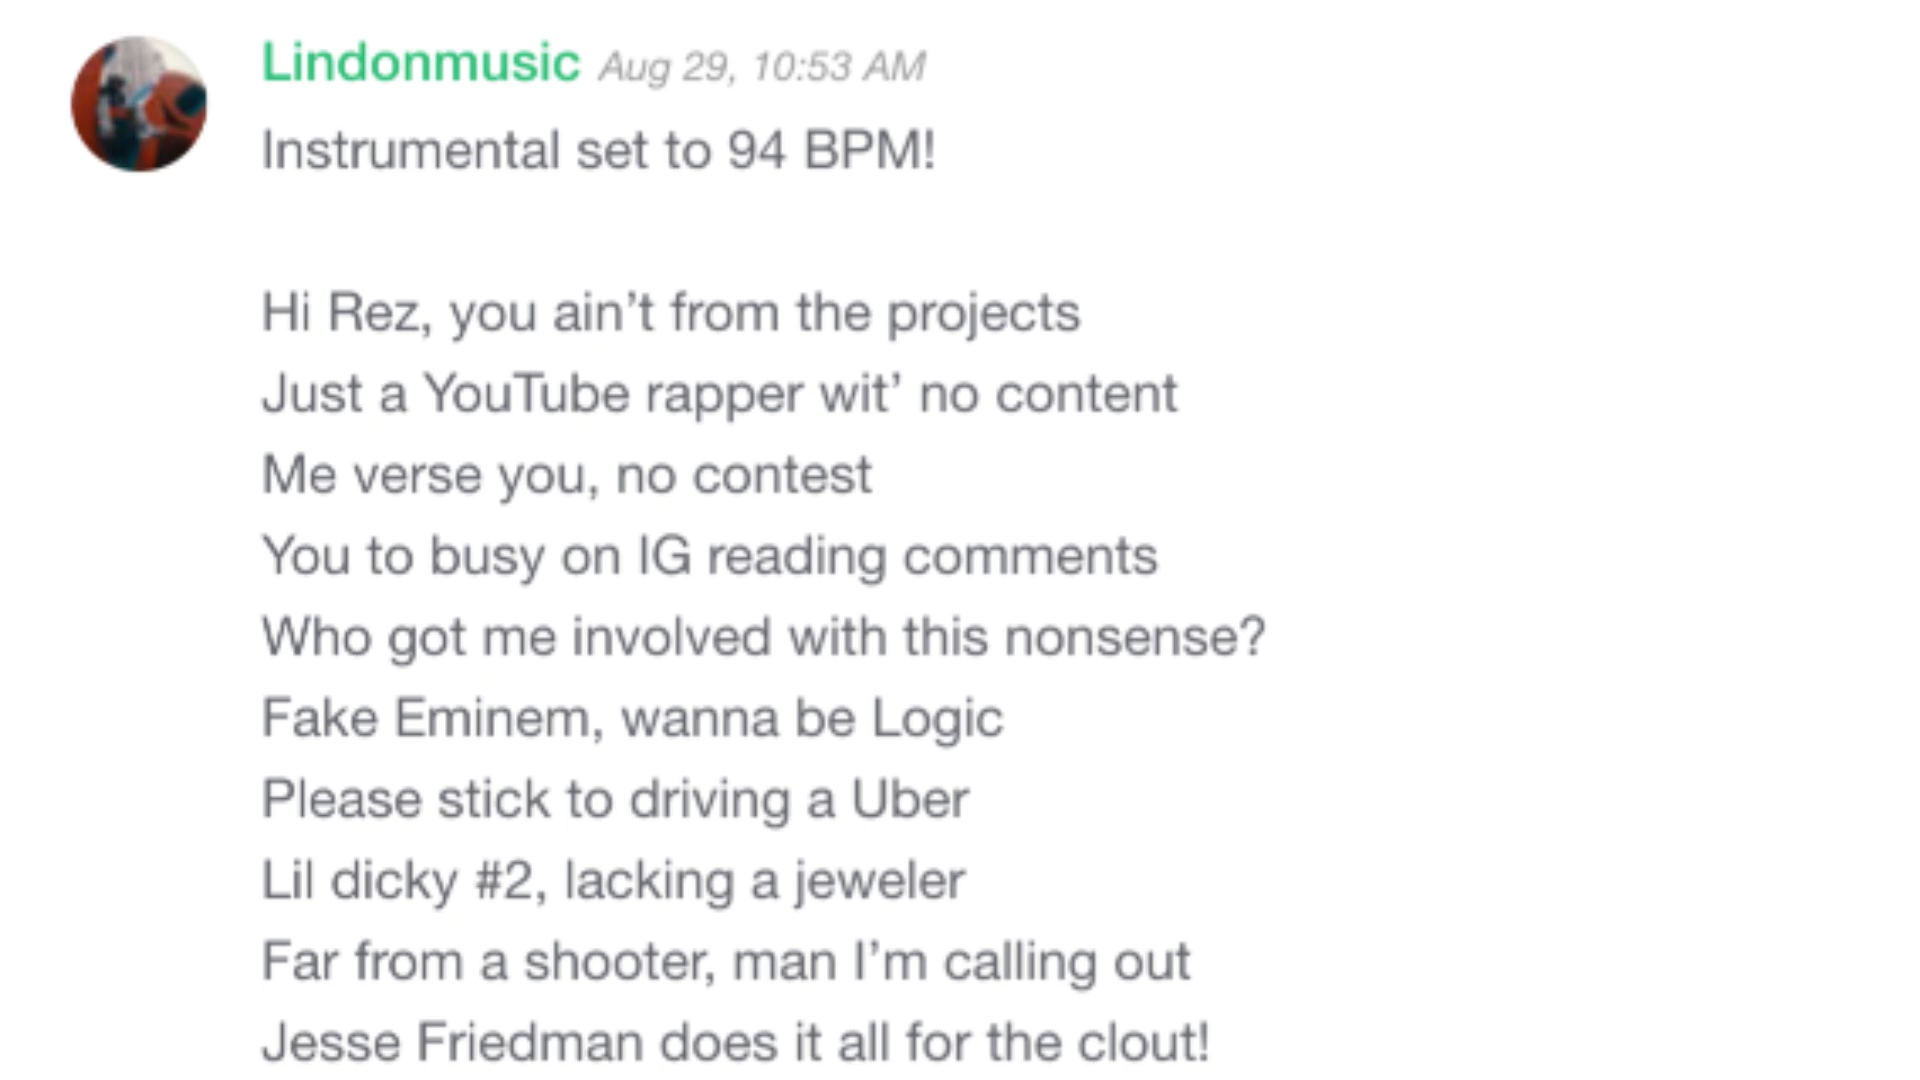 Lindonmusic Aug 29, 10:53 AM
Instrumental set to 94 BPM!
Hi Rez, you ain’t from the projects
Just a YouTube rapper wit’ no content
Me verse you, no contest
You to busy on IG reading comments
Who got me involved with this nonsense?
Fake Eminem, wanna be Logic
Please stick to driving a Uber
Lil dicky #2, lacking a jeweler
Far from a shooter, man I’m calling out
Jesse Friedman does it all for the clout!